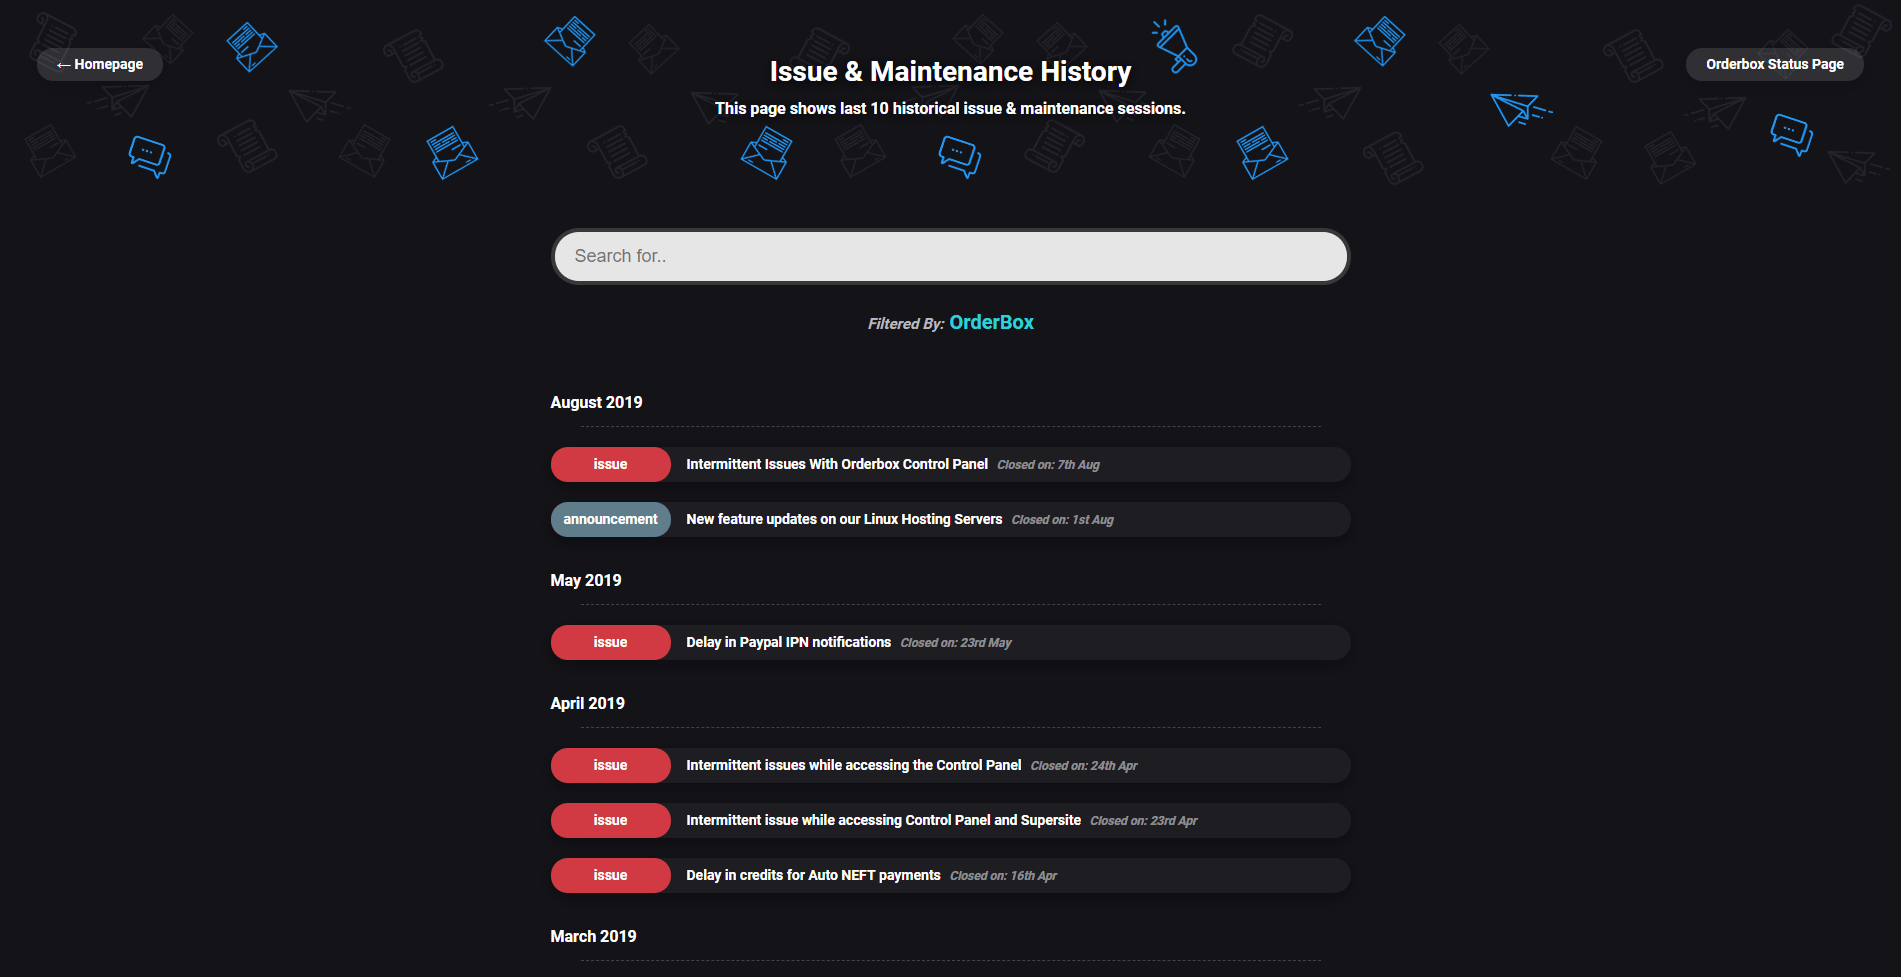 ← Homepage
Issue & Maintenance History
Orderbox Status Page
This page shows last 10 historical issue & maintenance sessions.
Search for..
Filtered By: OrderBox
August 2019
issue Intermittent Issues With Orderbox Control Panel Closed on: 7th Aug
announcement New feature updates on our Linux Hosting Servers Closed on: 1st Aug
May 2019
issue Delay in Paypal IPN notifications Closed on: 23rd May
April 2019
issue Intermittent issues while accessing the Control Panel Closed on: 24th Apr
issue Intermittent issue while accessing Control Panel and Supersite Closed on: 23rd Apr
issue Delay in credits for Auto NEFT payments Closed on: 16th Apr
March 2019